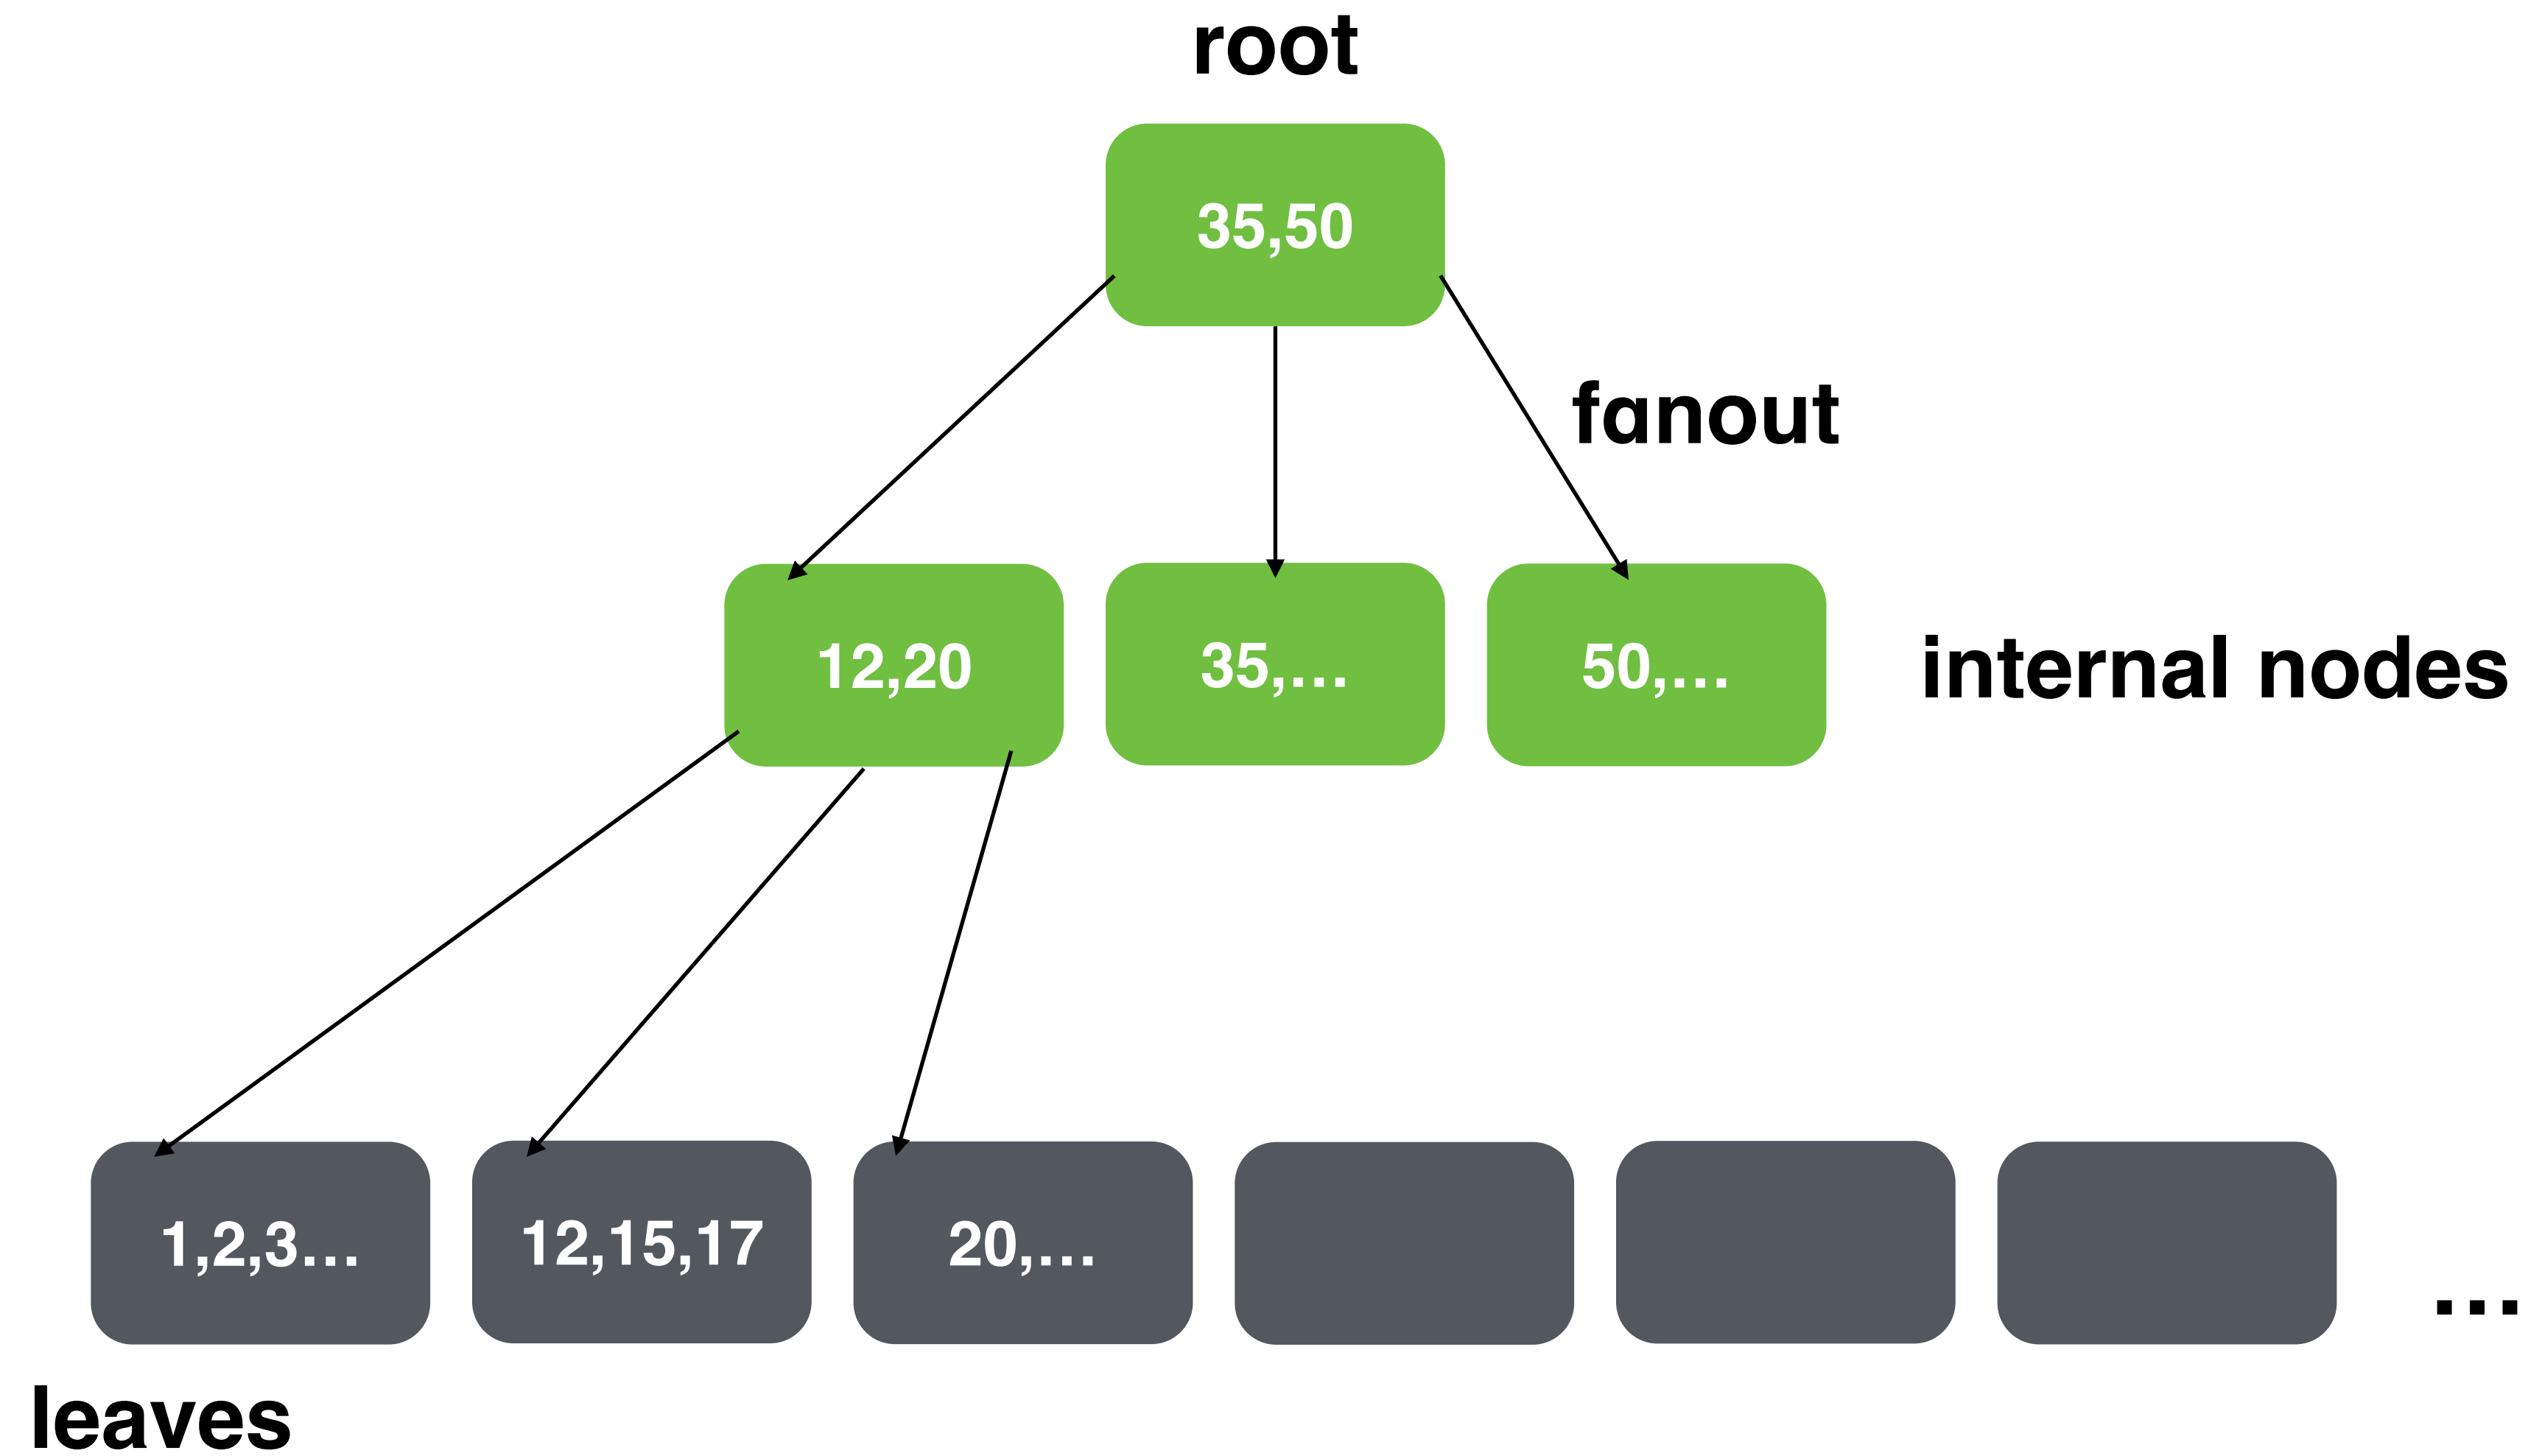 root
35,50
fanout
12,20
35,…
50,…
internal nodes
1,2,3…
12,15,17
20,…
…
leaves